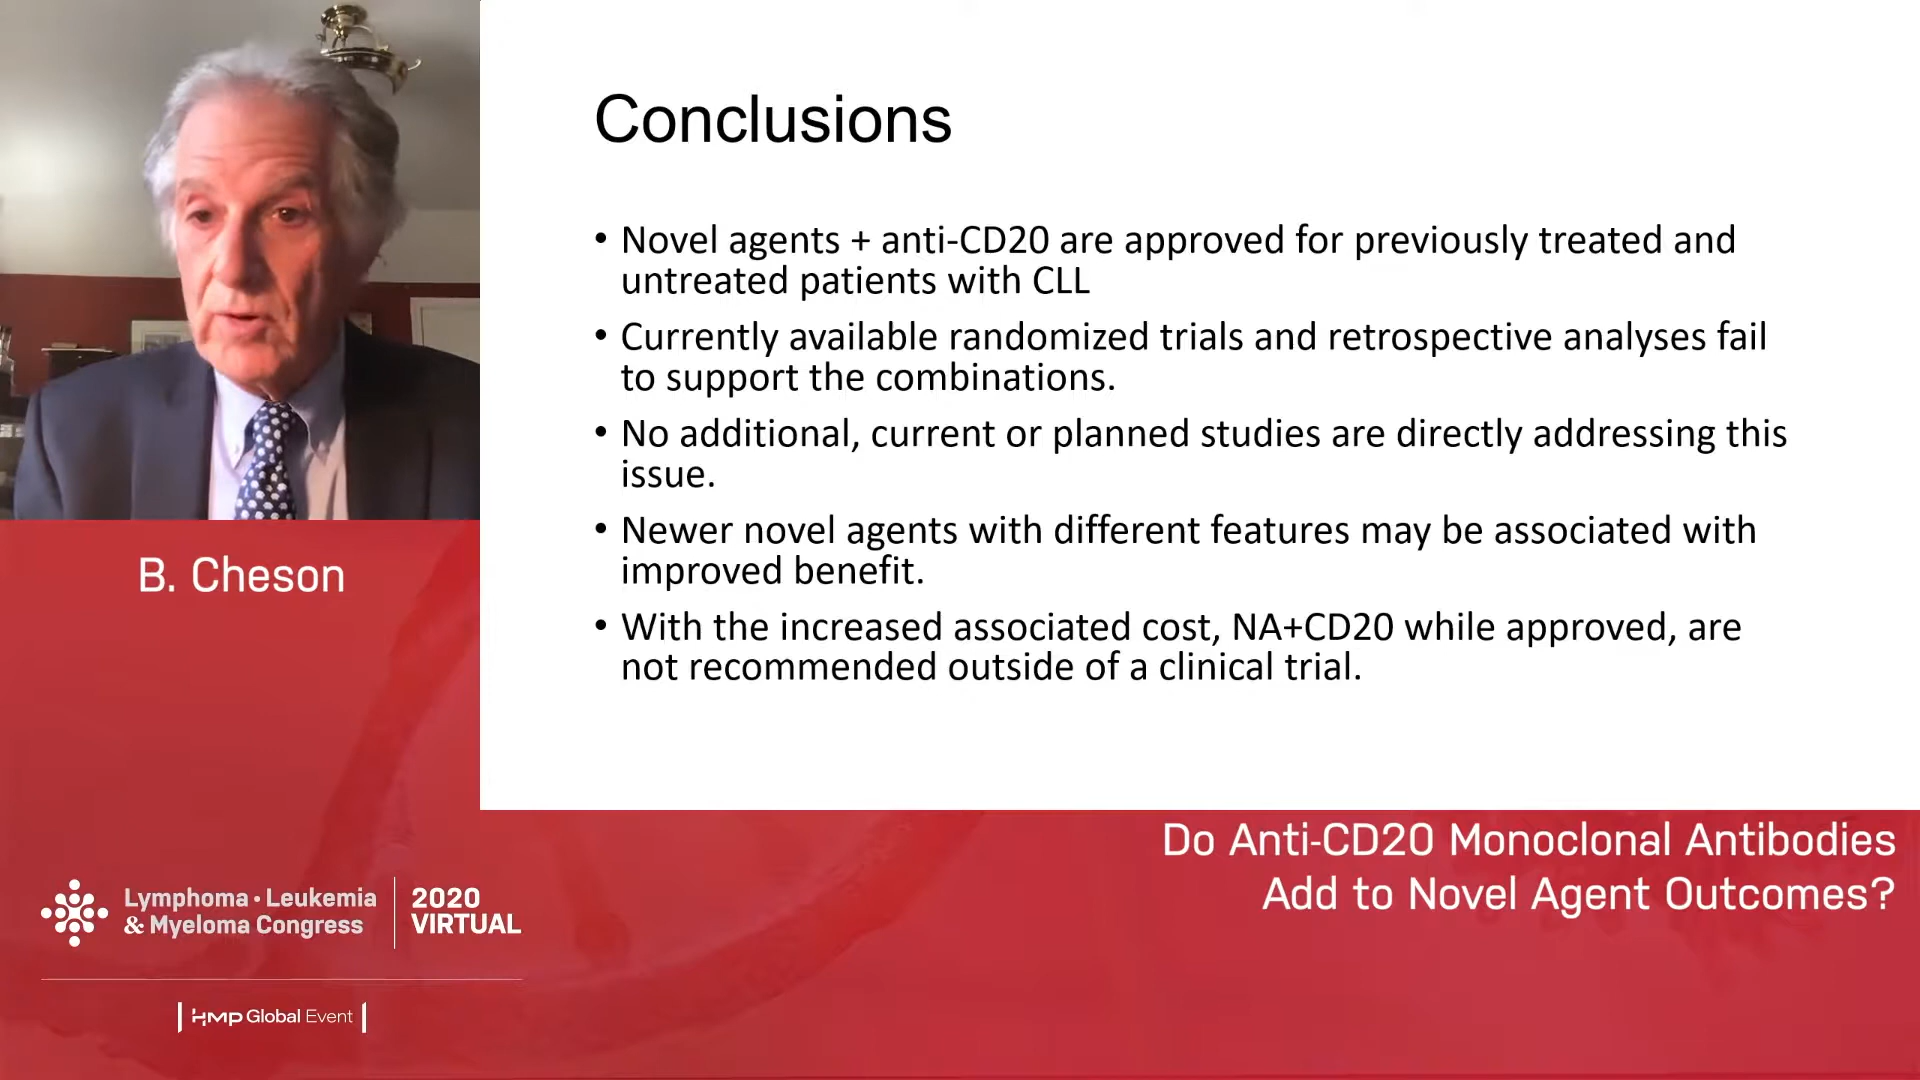 Conclusions
• Novel agents + anti-CD20 are approved for previously treated and
untreated patients with CLL
• Currently available randomized trials and retrospective analyses fail
to support the combinations.
• No additional, current or planned studies are directly addressing this
issue.
• Newer novel agents with different features may be associated with
improved benefit.
• With the increased associated cost, NA+CD20 while approved, are
not recommended outside of a clinical trial.
B. Cheson
Do Anti-CD20 Monoclonal Antibodies
Add to Novel Agent Outcomes?
Lymphoma • Leukemia
& Myeloma Congress
2020
VIRTUAL
HMP Global Event